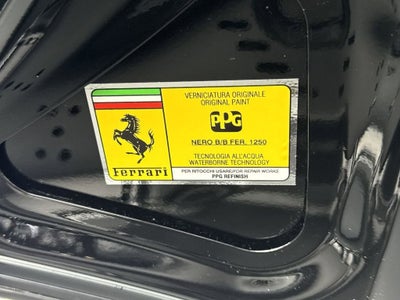 VERNICIATURA ORIGINALE
ORIGINAL PAINT
PPG
NERO B/B FER. 1250
TECNOLOGIA ALL'ACQUA
WATERBORNE TECHNOLOGY
Ferrari
PER RITOCCHI USARE/FOR REPAIR WORKS
PPG REFINISH